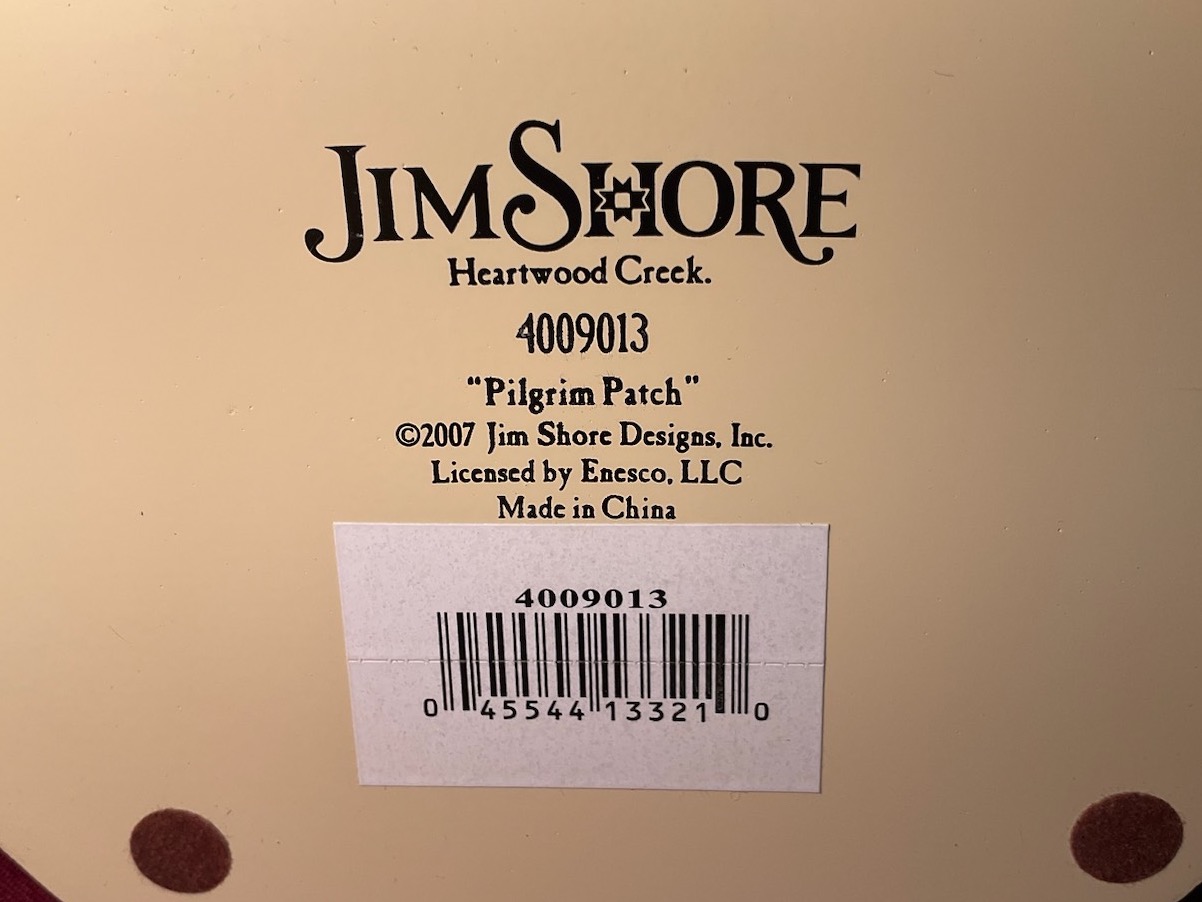 JIM SHORE
Heartwood Creek.
4009013
"Pilgrim Patch"
©2007 Jim Shore Designs, Inc.
Licensed by Enesco, LLC
Made in China
4009013
0 45544 13321 0